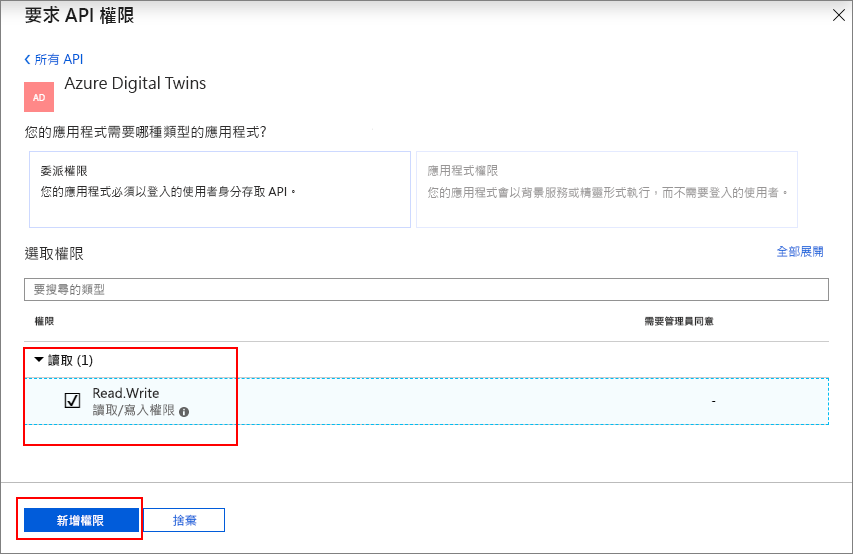 要求 API 權限
所有 API
AD
Azure Digital Twins
您的應用程式需要哪種類型的應用程式?
委派權限
您的應用程式必須以登入的使用者身分存取 API。
應用程式權限
您的應用程式會以背景服務或精靈形式執行，而不需要登入的使用者。
選取權限
全部展開
要搜尋的類型
權限
需要管理員同意
讀取 (1)
Read.Write
讀取/寫入權限
-
新增權限
捨棄